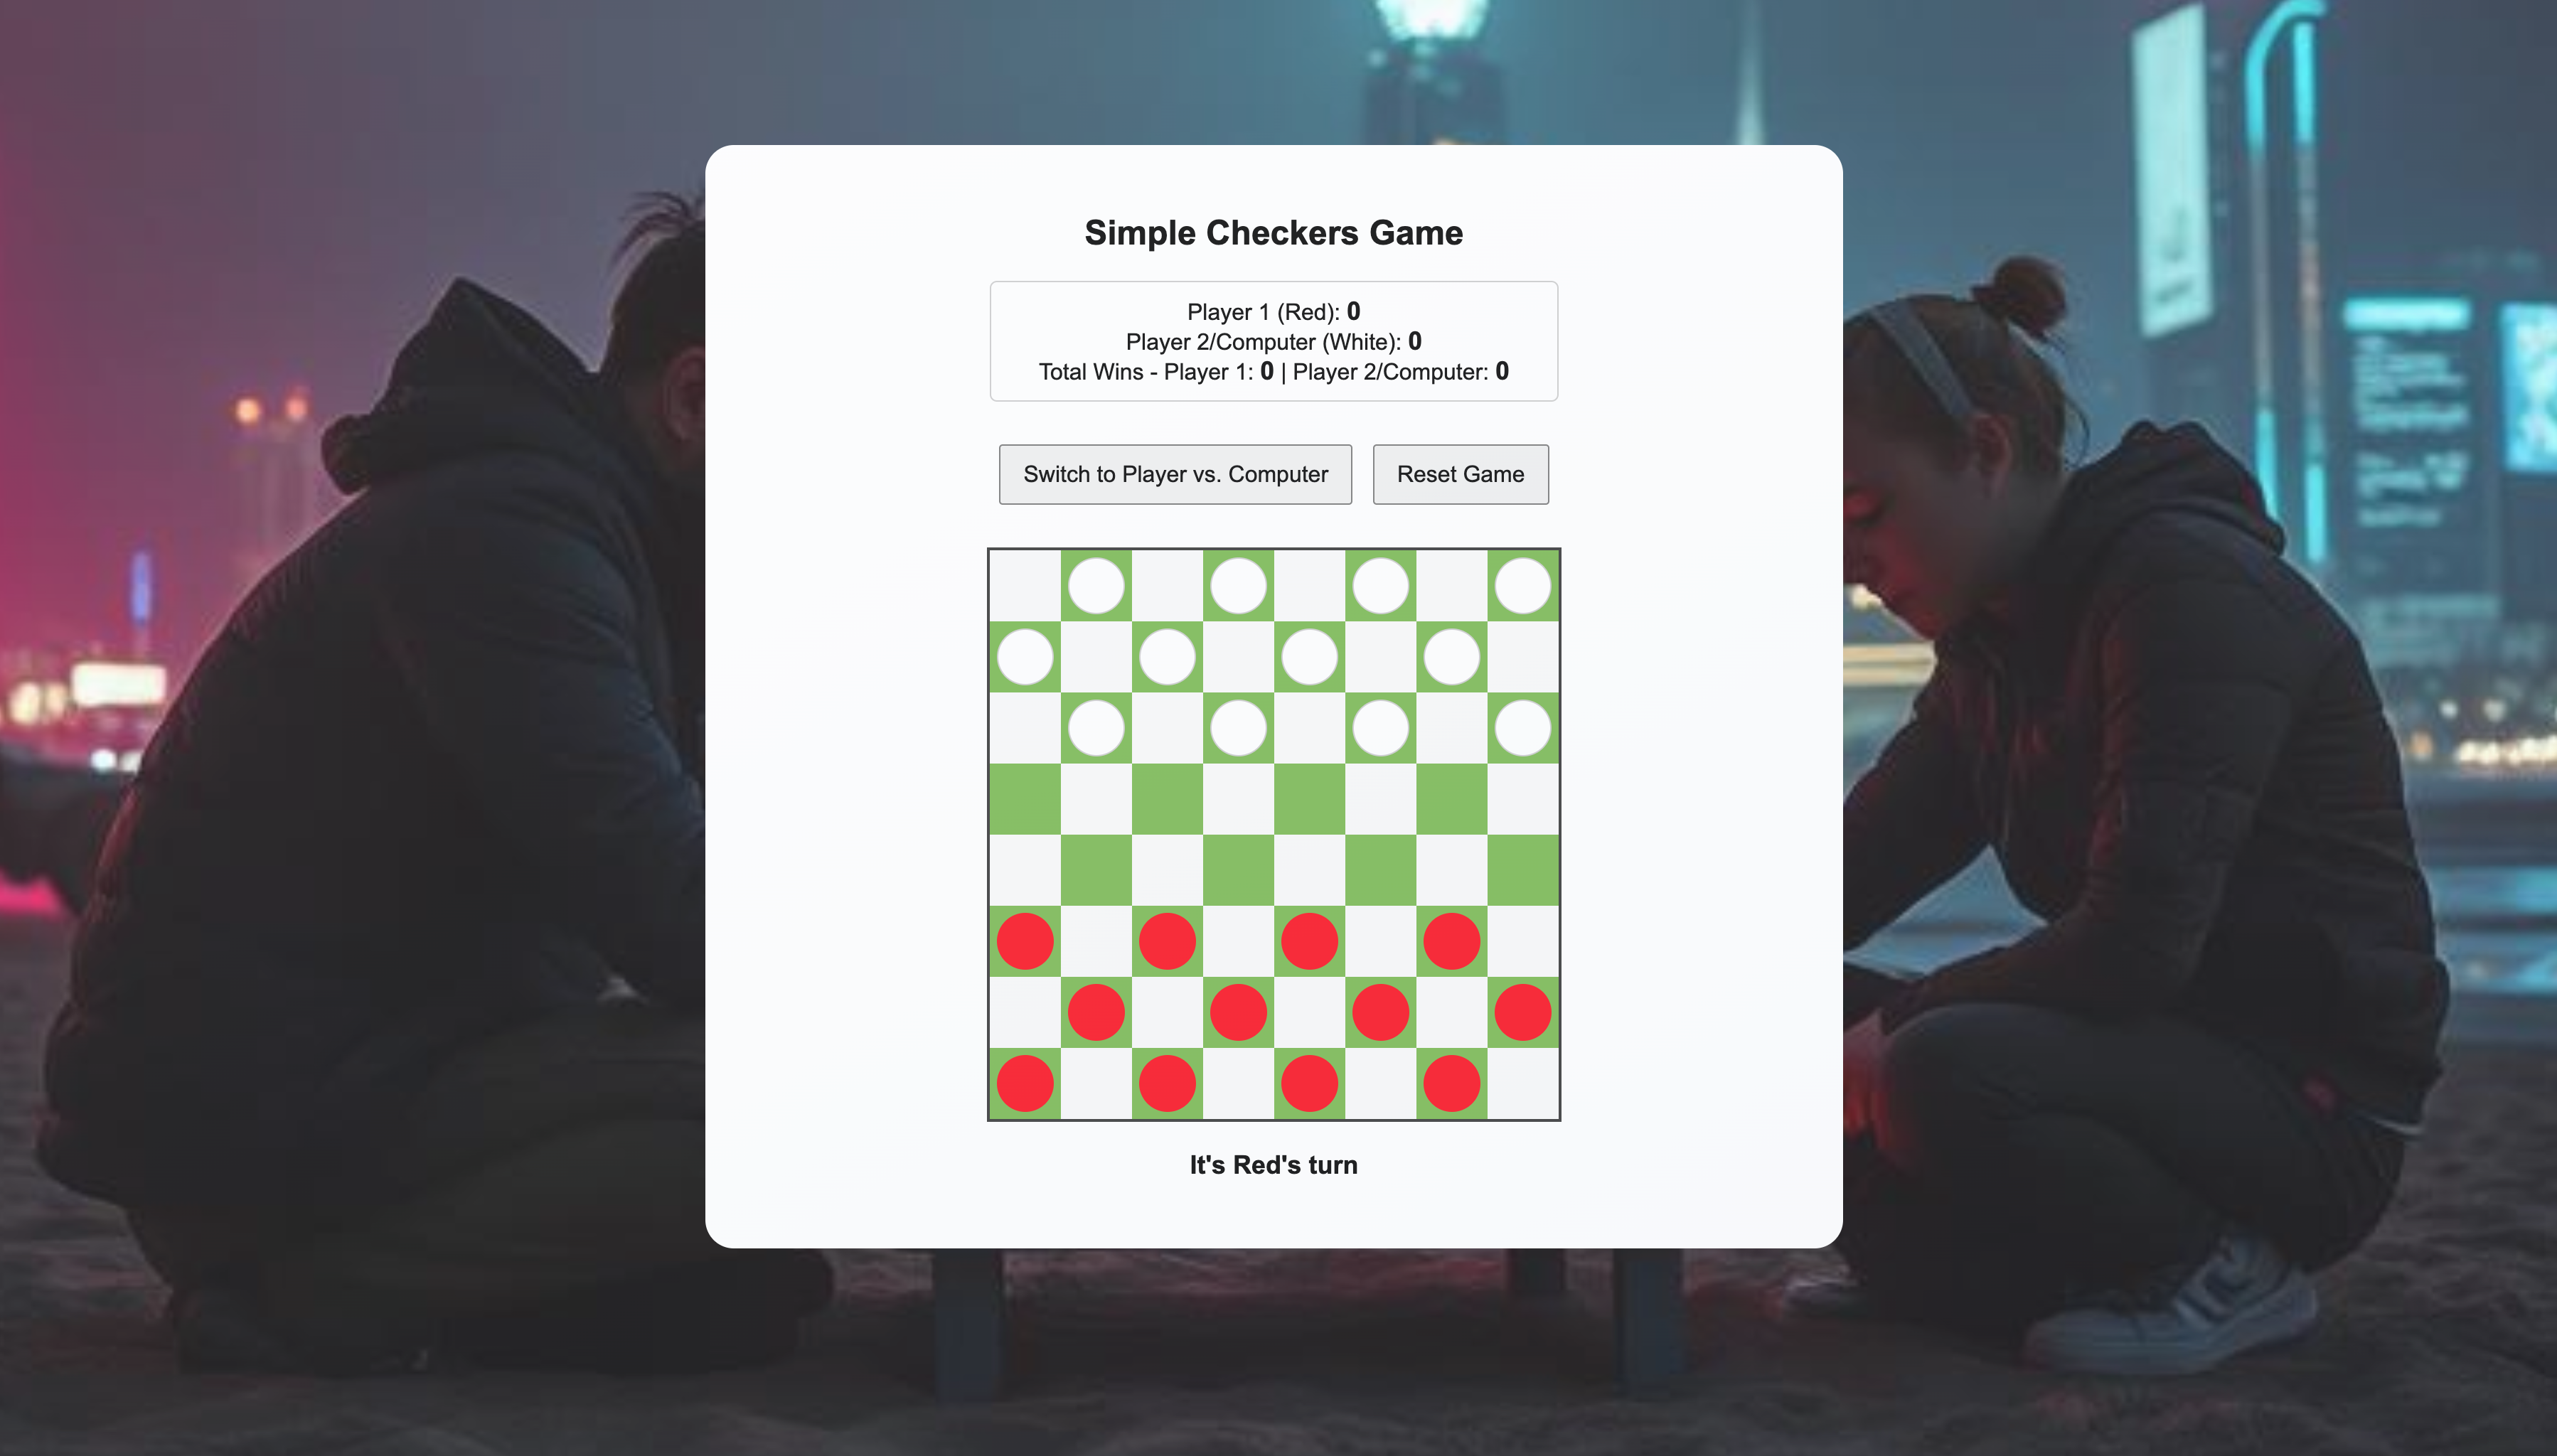 Simple Checkers Game
Player 1 (Red): 0
Player 2/Computer (White): 0
Total Wins - Player 1: 0 | Player 2/Computer: 0
Switch to Player vs. Computer
Reset Game
It's Red's turn